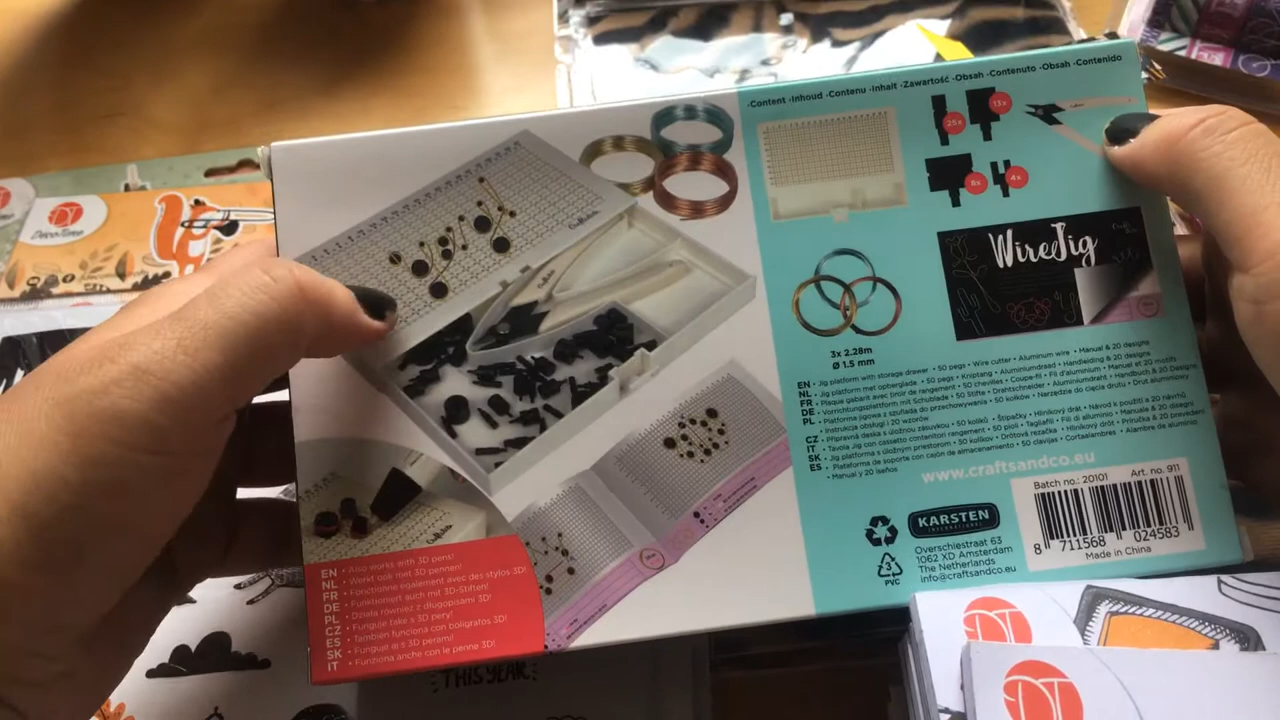 •Content •Inhoud •Contenu •Inhalt •Zawartość •Obsah •Contenuto •Obsah •Contenido
25x
13x
8x
4x
WireJig
3x 2.28m
Ø 1.5 mm
EN • Jig platform with storage drawer • 50 pegs • Wire cutter • Aluminum wire • Manual & 20 designs
NL • Jig platform met opberglade • 50 pegs • Kniptang • Aluminiumdraad • Handleiding & 20 designs
FR • Plaque gabarit avec tiroir de rangement • 50 chevilles • Coupe-fil • Fil d'aluminium • Manuel et 20 motifs
DE • Vorrichtungsplattform mit Schublade • 50 Stifte • Drahtschneider • Aluminiumdraht • Handbuch & 20 Designs
PL • Platforma jigowa z szufladą do przechowywania • 50 kołków • Narzędzie do cięcia drutu • Drut aluminiowy
• Instrukcja obsługi i 20 wzorów
CZ • Přípravná deska s úložnou zásuvkou • 50 kolíků • Štípačky • Hliníkový drát • Návod k použití a 20 návrhů
IT • Tavola Jig con cassetto contenitori rangement • 50 pioli • Tagliafili • Fili di alluminio • Manuale & 20 disegni
SK • Jig platforma s úložným priestorom • 50 kolíkov • Drôtová rezačka • Hliníkový drôt • Príručka a 20 prevedení
ES • Plataforma de soporte con cajón de almacenamiento • 50 clavijas • Cortaalambres • Alambre de aluminio
• Manual y 20 diseños
www.craftsandco.eu
Batch no.: 20101 Art. no. 911
8 711568 024583
Made in China
KARSTEN
INTERNATIONAL
Overschiestraat 63
1062 XD Amsterdam
The Netherlands
info@craftsandco.eu
3
PVC
EN • Also works with 3D pens!
NL • Werkt ook met 3D pennen!
FR • Fonctionne également avec des stylos 3D!
DE • Funktioniert auch mit 3D-Stiften!
PL • Działa również z długopisami 3D!
CZ • Funguje také s 3D pery!
ES • También funciona con bolígrafos 3D!
SK • Funguje aj s 3D perami!
IT • Funziona anche con le penne 3D!
DécoTime
THIS YEAR